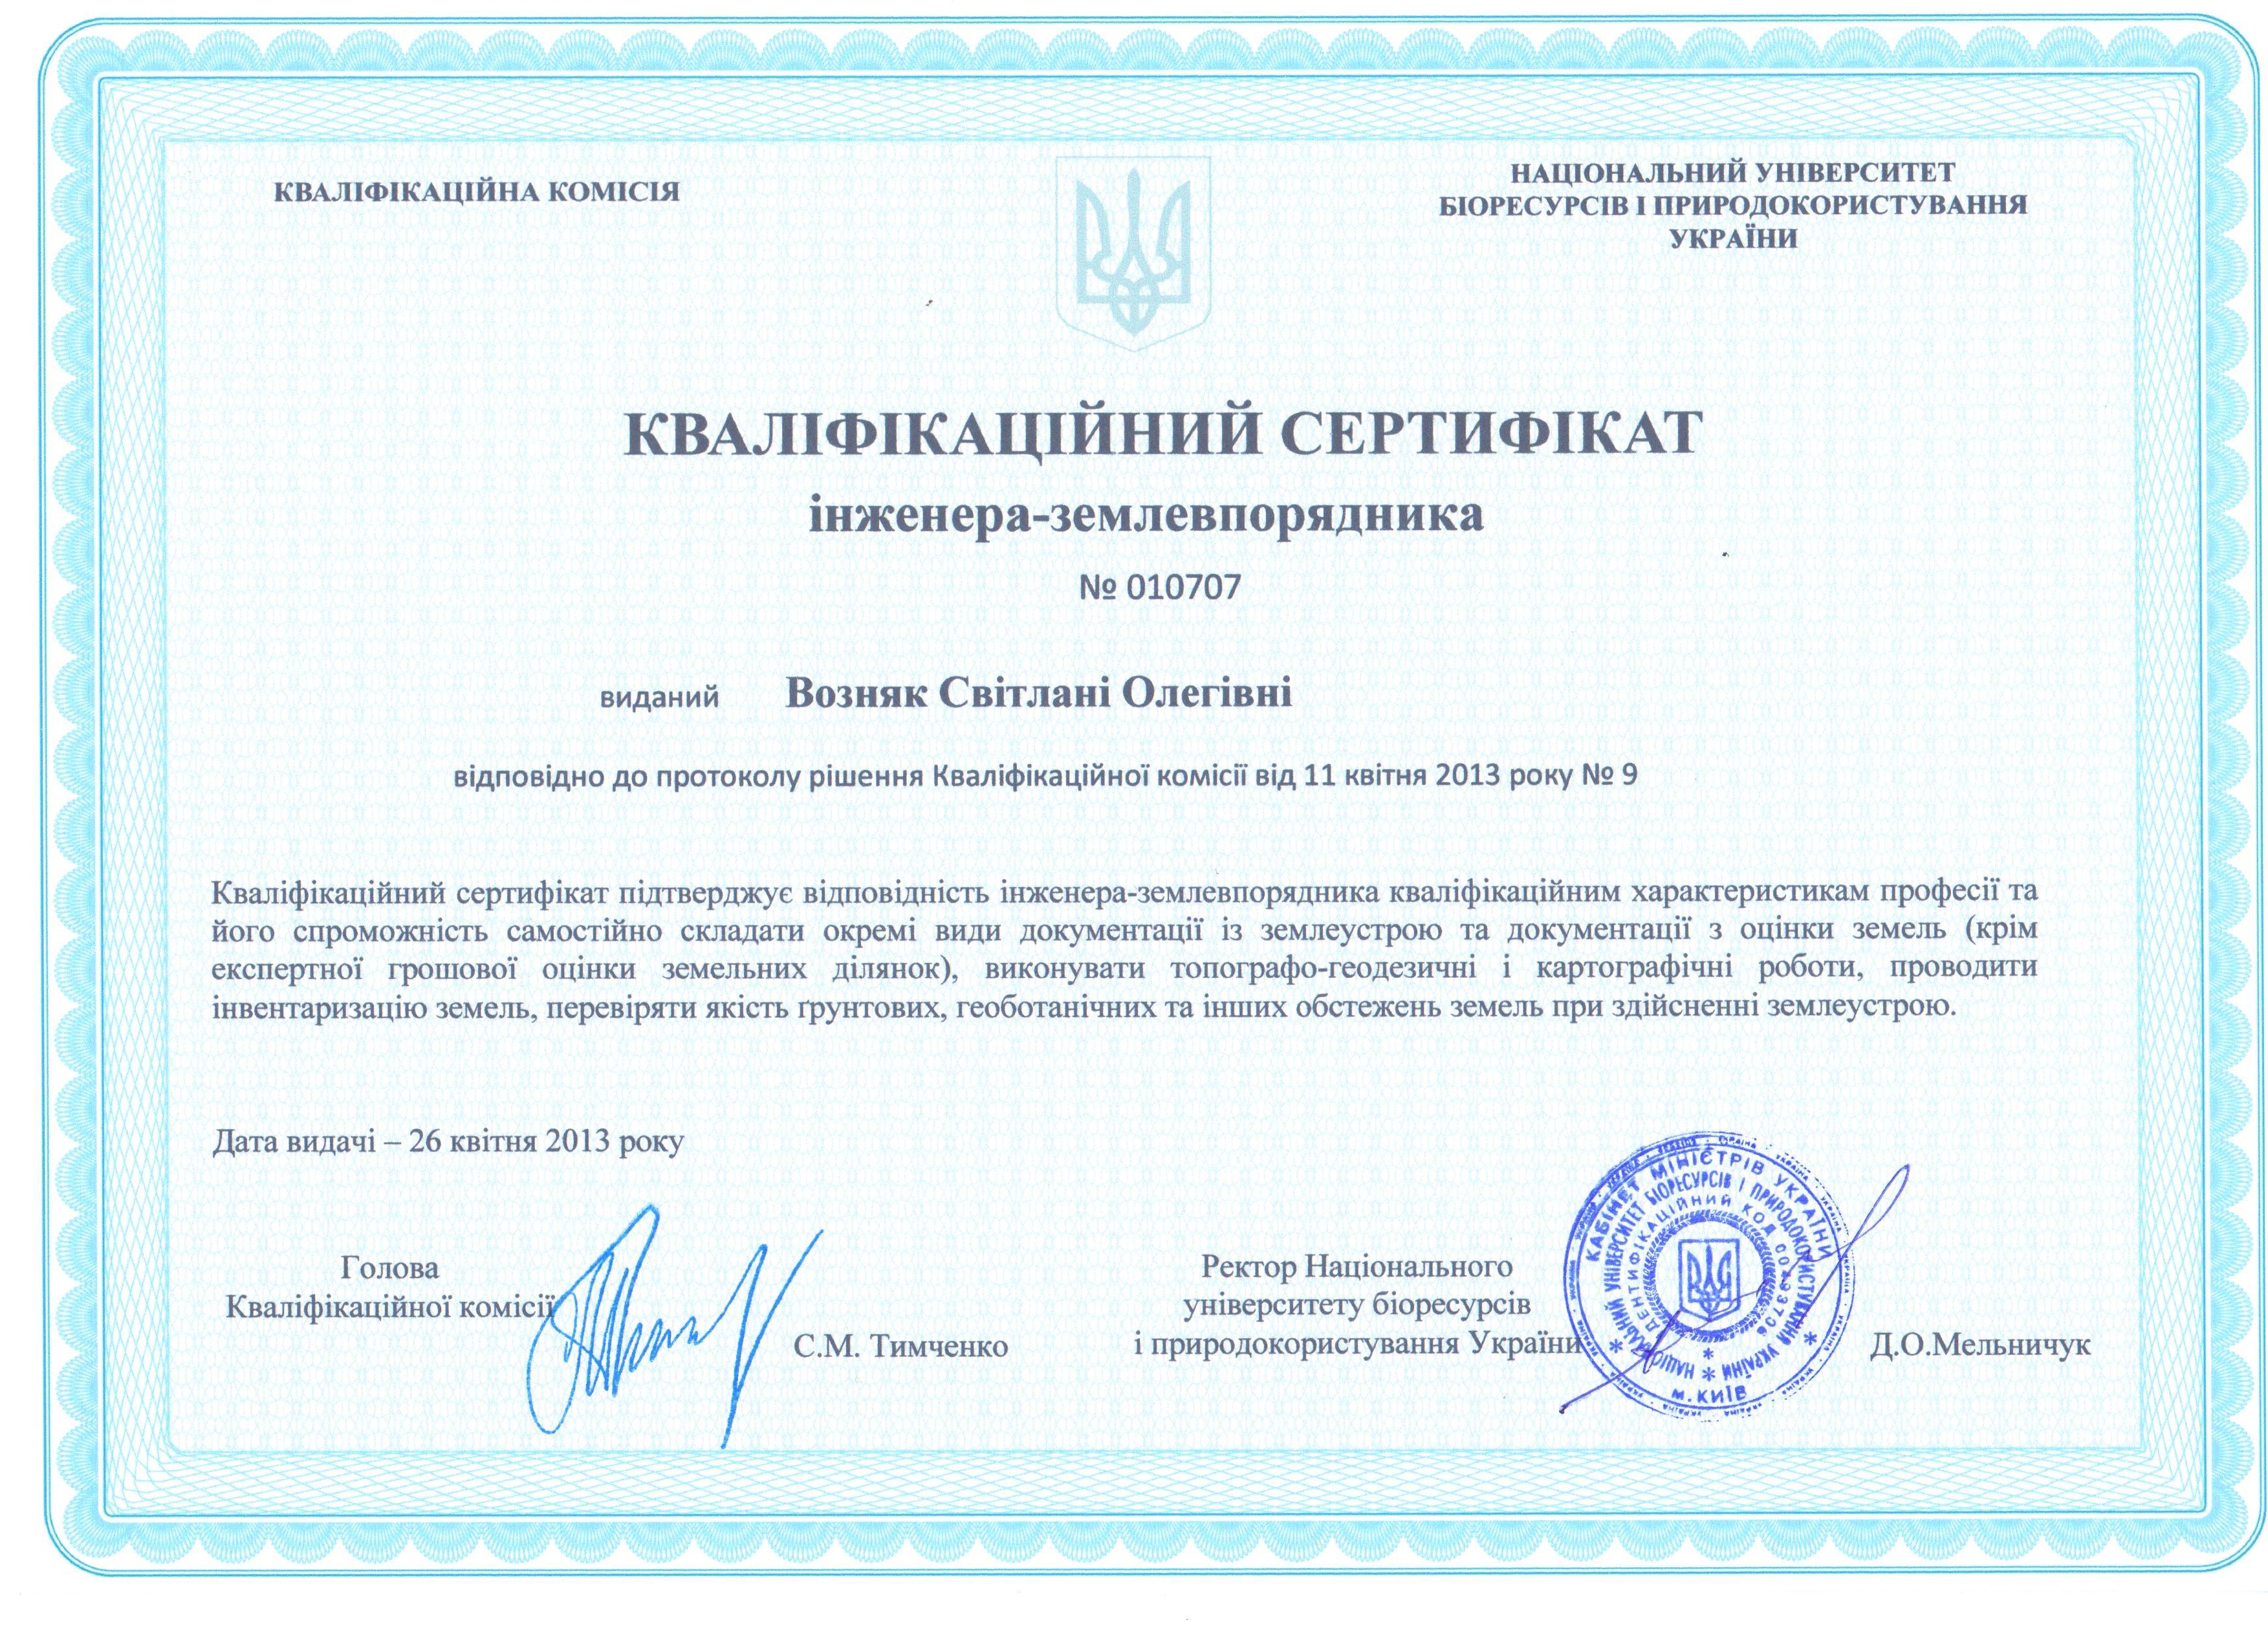 КВАЛІФІКАЦІЙНА КОМІСІЯ
НАЦІОНАЛЬНИЙ УНІВЕРСИТЕТ
БІОРЕСУРСІВ І ПРИРОДОКОРИСТУВАННЯ
УКРАЇНИ
КВАЛІФІКАЦІЙНИЙ СЕРТИФІКАТ
інженера-землевпорядника
№ 010707
виданий Возняк Світлані Олегівні
відповідно до протоколу рішення Кваліфікаційної комісії від 11 квітня 2013 року № 9
Кваліфікаційний сертифікат підтверджує відповідність інженера-землевпорядника кваліфікаційним характеристикам професії та
його спроможність самостійно складати окремі види документації із землеустрою та документації з оцінки земель (крім
експертної грошової оцінки земельних ділянок), виконувати топографо-геодезичні і картографічні роботи, проводити
інвентаризацію земель, перевіряти якість ґрунтових, геоботанічних та інших обстежень земель при здійсненні землеустрою.
Дата видачі – 26 квітня 2013 року
Голова
Кваліфікаційної комісії
С.М. Тимченко
Ректор Національного
університету біоресурсів
і природокористування України
Д.О.Мельничук
КАБІНЕТ МІНІСТРІВ УКРАЇНИ
м. КИЇВ
НАЦІОНАЛЬНИЙ УНІВЕРСИТЕТ БІОРЕСУРСІВ І ПРИРОДОКОРИСТУВАННЯ УКРАЇНИ
ІДЕНТИФІКАЦІЙНИЙ КОД 00493706